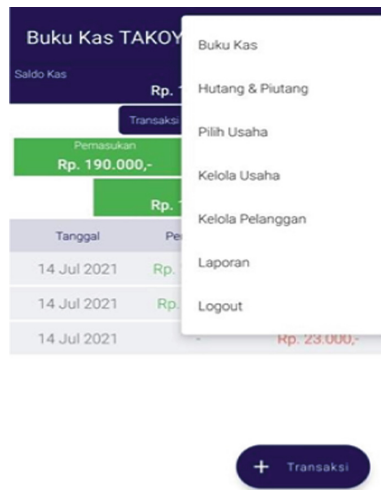 Buku Kas TAKOY
Saldo Kas
Rp.
Transaksi
Pemasukan
Rp. 190.000,-
Rp.
Tanggal
14 Jul 2021 Rp.
14 Jul 2021 Rp.
14 Jul 2021 - Rp. 23.000,-
Buku Kas
Hutang & Piutang
Pilih Usaha
Kelola Usaha
Kelola Pelanggan
Laporan
Logout
+ Transaksi